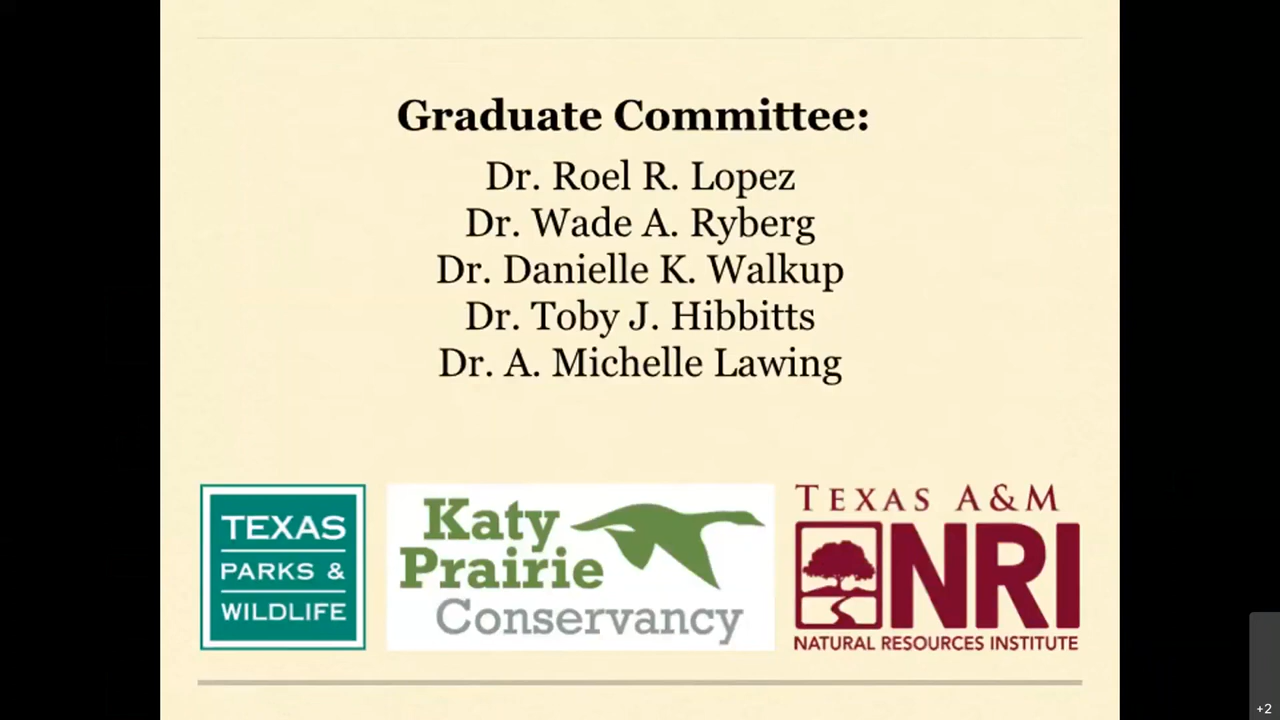 Graduate Committee:
Dr. Roel R. Lopez
Dr. Wade A. Ryberg
Dr. Danielle K. Walkup
Dr. Toby J. Hibbitts
Dr. A. Michelle Lawing
TEXAS
PARKS &
WILDLIFE
Katy
Prairie
Conservancy
TEXAS A&M
NRI
NATURAL RESOURCES INSTITUTE
+2